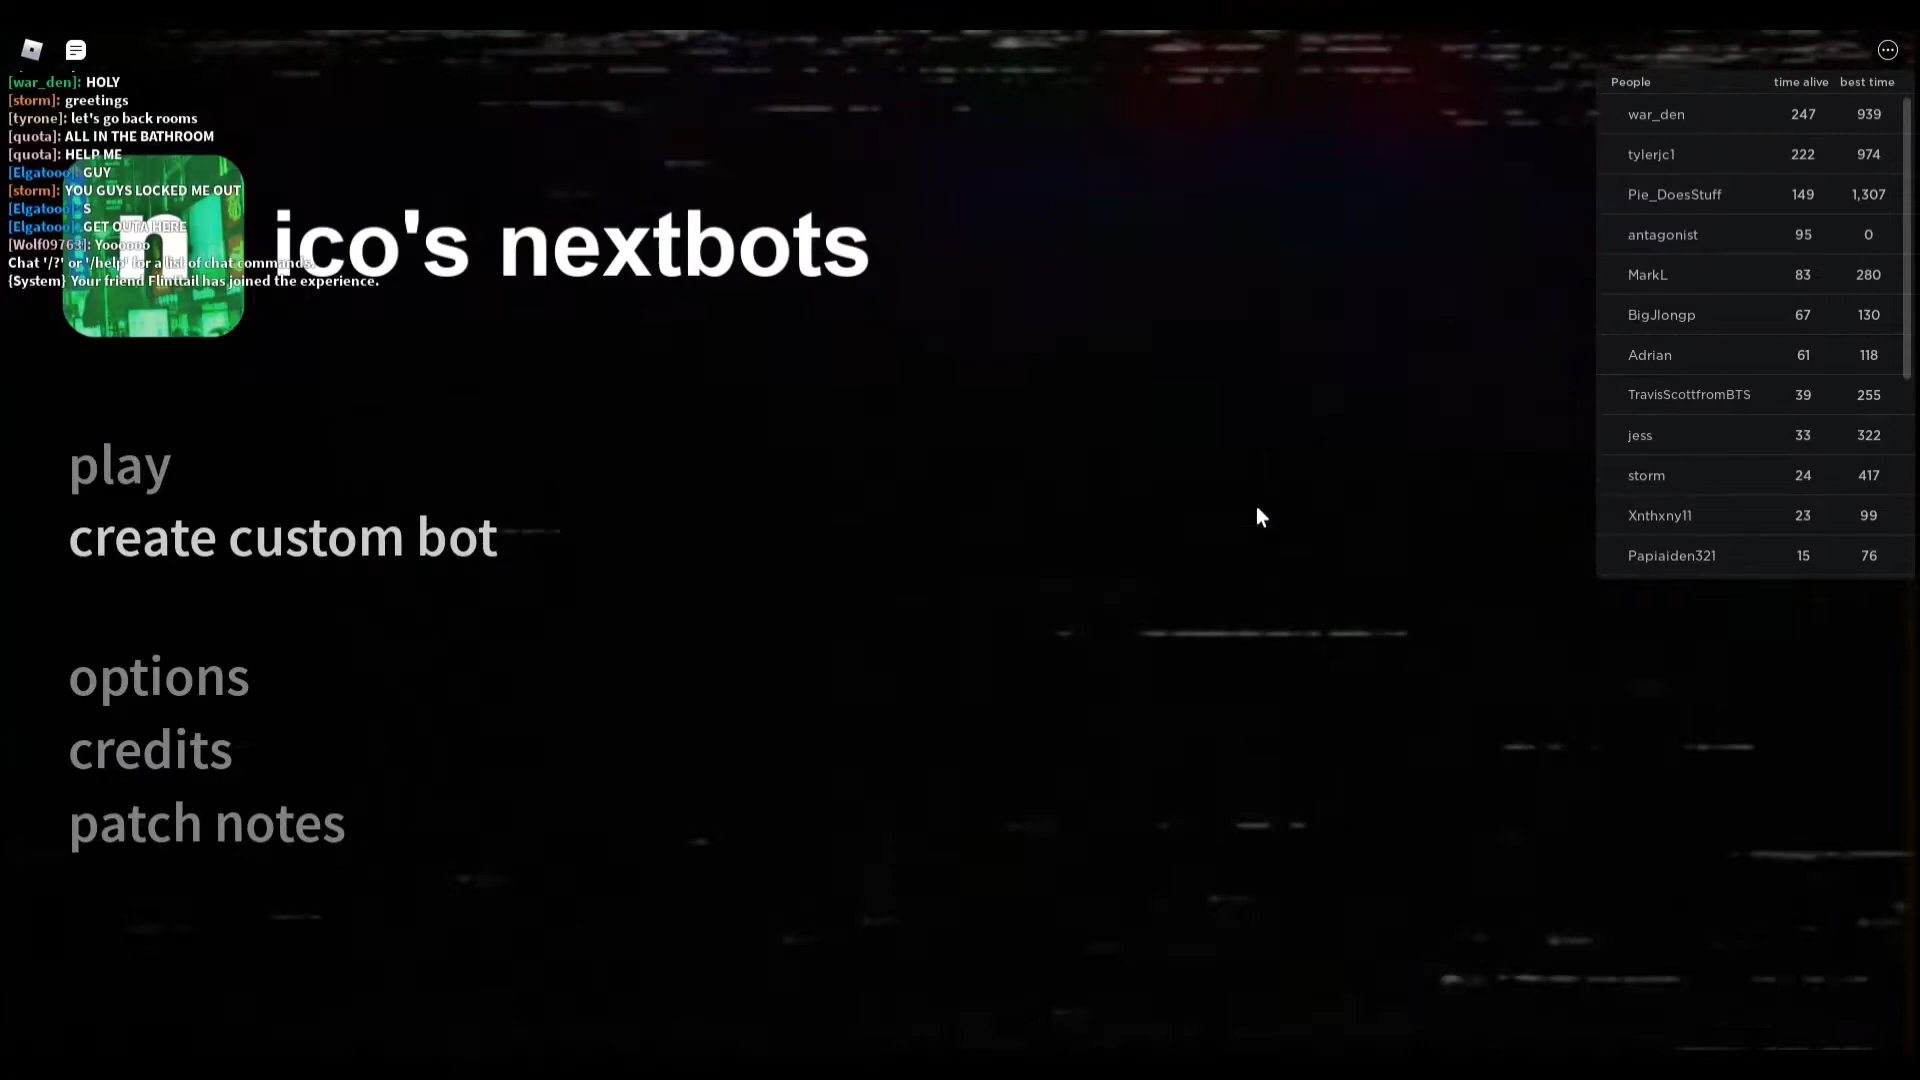 [war_den]: HOLY
[storm]: greetings
[tyrone]: let's go back rooms
[quota]: ALL IN THE BATHROOM
[quota]: HELP ME
[Elgatooo]: GUY
[storm]: YOU GUYS LOCKED ME OUT
[Elgatooo]: S
[Elgatooo]: GET OUTA HERE
[Wolf09763]: Yoooooo
Chat '/?' or '/help' for a list of chat commands.
{System} Your friend Flinttail has joined the experience.
n ico's nextbots
play
create custom bot
options
credits
patch notes
People time alive best time
war_den 247 939
tylerjc1 222 974
Pie_DoesStuff 149 1,307
antagonist 95 0
MarkL 83 280
BigJlongp 67 130
Adrian 61 118
TravisScottfromBTS 39 255
jess 33 322
storm 24 417
Xnthxny11 23 99
Papiaiden321 15 76